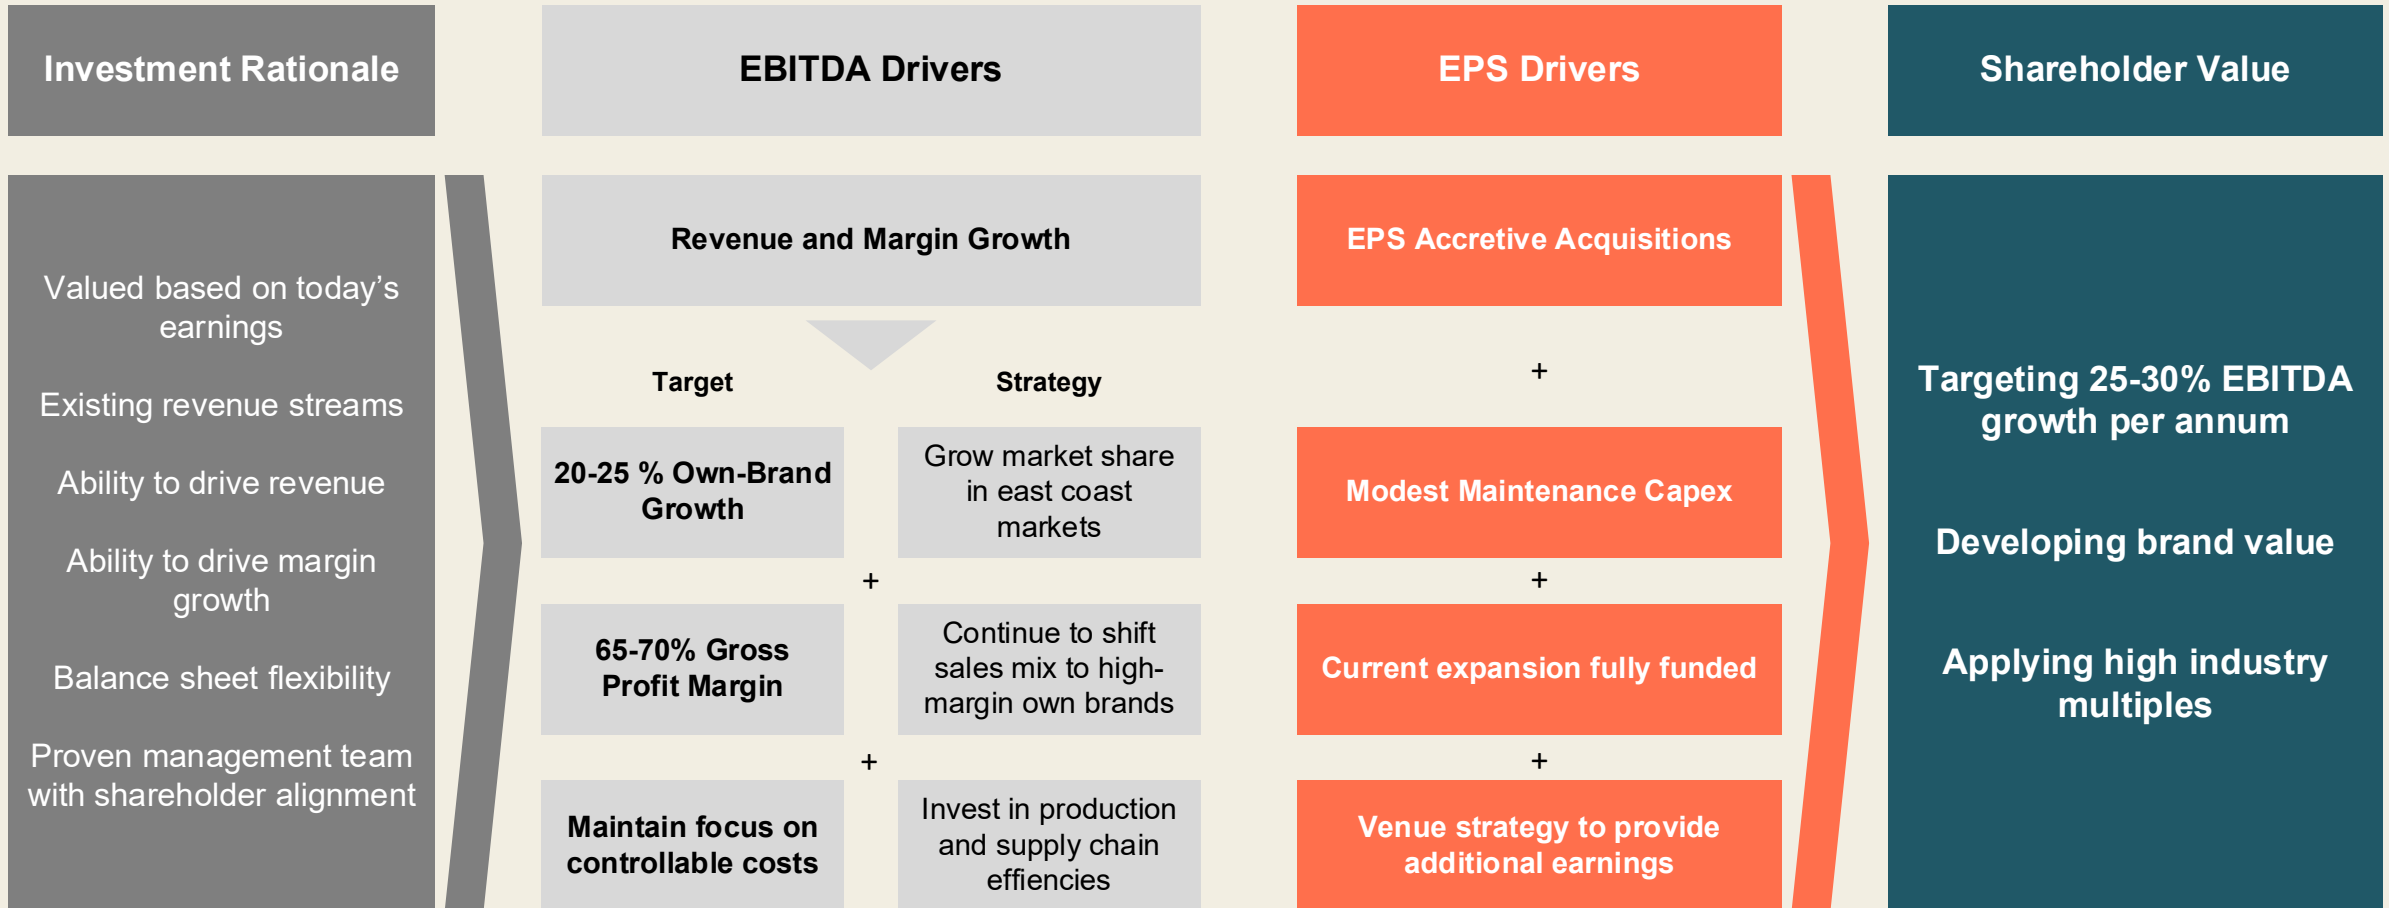 Investment Rationale
EBITDA Drivers
EPS Drivers
Shareholder Value
Valued based on today’s
earnings
Existing revenue streams
Ability to drive revenue
Ability to drive margin
growth
Balance sheet flexibility
Proven management team
with shareholder alignment
Revenue and Margin Growth
Target
Strategy
20-25 % Own-Brand
Growth
Grow market share
in east coast
markets
+
65-70% Gross
Profit Margin
Continue to shift
sales mix to high-
margin own brands
+
Maintain focus on
controllable costs
Invest in production
and supply chain
effiencies
EPS Accretive Acquisitions
+
Modest Maintenance Capex
+
Current expansion fully funded
+
Venue strategy to provide
additional earnings
Targeting 25-30% EBITDA
growth per annum
Developing brand value
Applying high industry
multiples